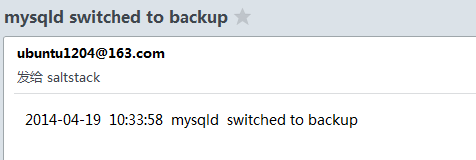 mysqld switched to backup
ubuntu1204@163.com
发给 saltstack
2014-04-19 10:33:58 mysqld switched to backup